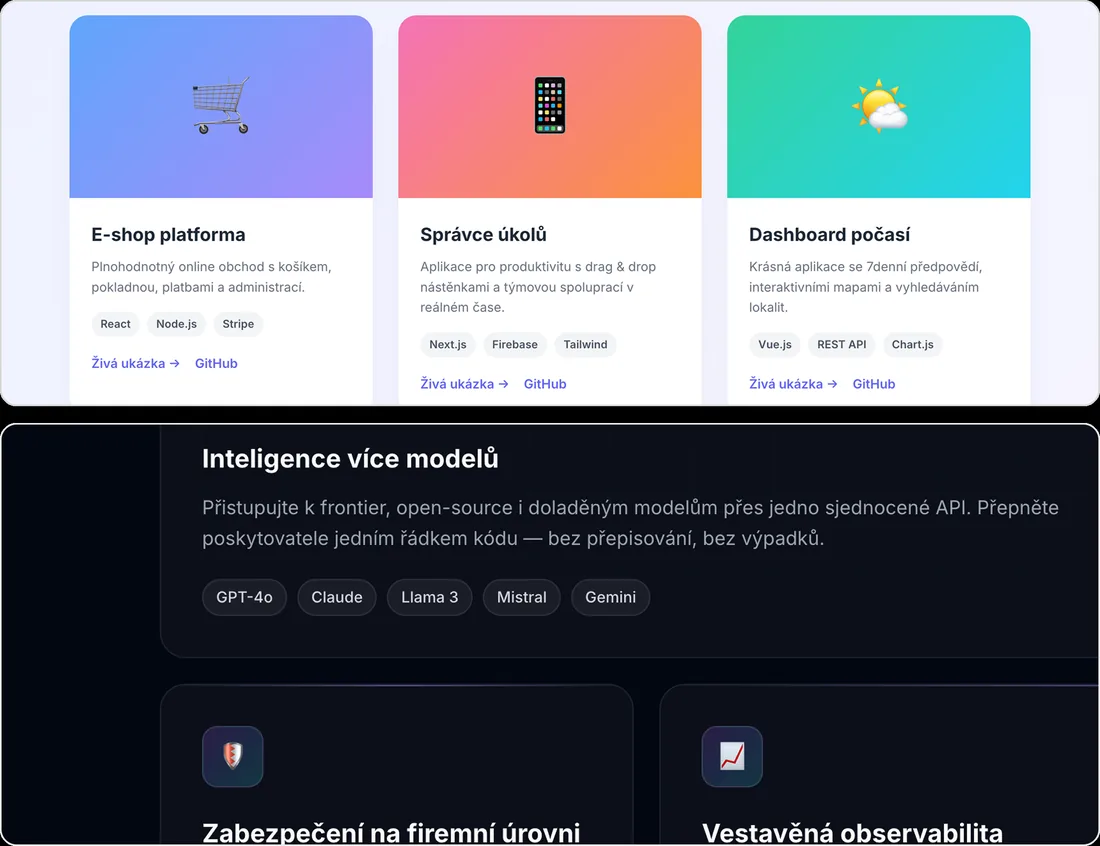 E-shop platforma
Plnohodnotný online obchod s košíkem,
pokladnou, platbami a administrací.
React
Node.js
Stripe
Živá ukázka →
GitHub
Správce úkolů
Aplikace pro produktivitu s drag & drop
nástěnkami a týmovou spoluprací v
reálném čase.
Next.js
Firebase
Tailwind
Živá ukázka →
GitHub
Dashboard počasí
Krásná aplikace se 7denní předpovědí,
interaktivními mapami a vyhledáváním
lokalit.
Vue.js
REST API
Chart.js
Živá ukázka →
GitHub
Inteligence více modelů
Přistupujte k frontier, open-source i doladěným modelům přes jedno sjednocené API. Přepněte
poskytovatele jedním řádkem kódu — bez přepisování, bez výpadků.
GPT-4o
Claude
Llama 3
Mistral
Gemini
Zabezpečení na firemní úrovni
Vestavěná observabilita